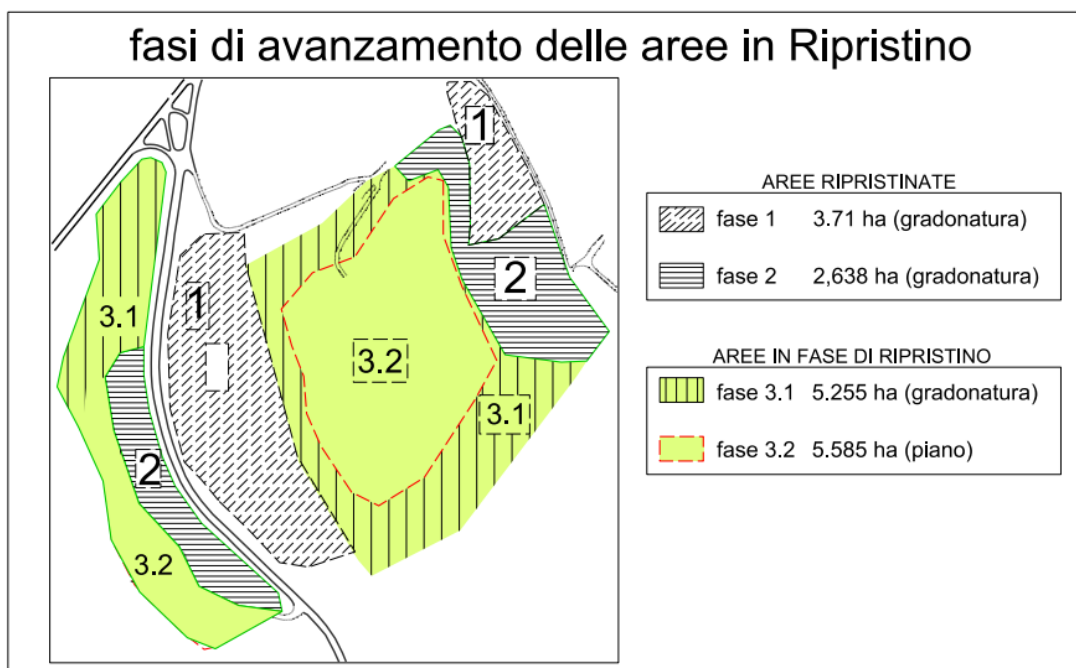 fasi di avanzamento delle aree in Ripristino
1
2
3.1
1
3.2
2
3.1
2
3.2
AREE RIPRISTINATE
fase 1 3.71 ha (gradonatura)
fase 2 2,638 ha (gradonatura)
AREE IN FASE DI RIPRISTINO
fase 3.1 5.255 ha (gradonatura)
fase 3.2 5.585 ha (piano)